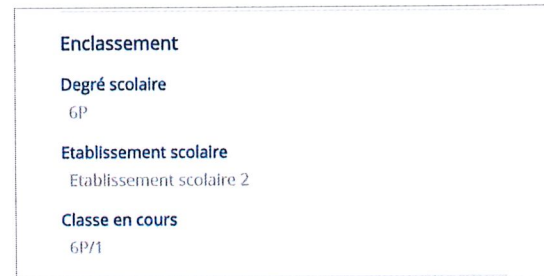 Enclassement
Degré scolaire
6P
Etablissement scolaire
Etablissement scolaire 2
Classe en cours
6P/1